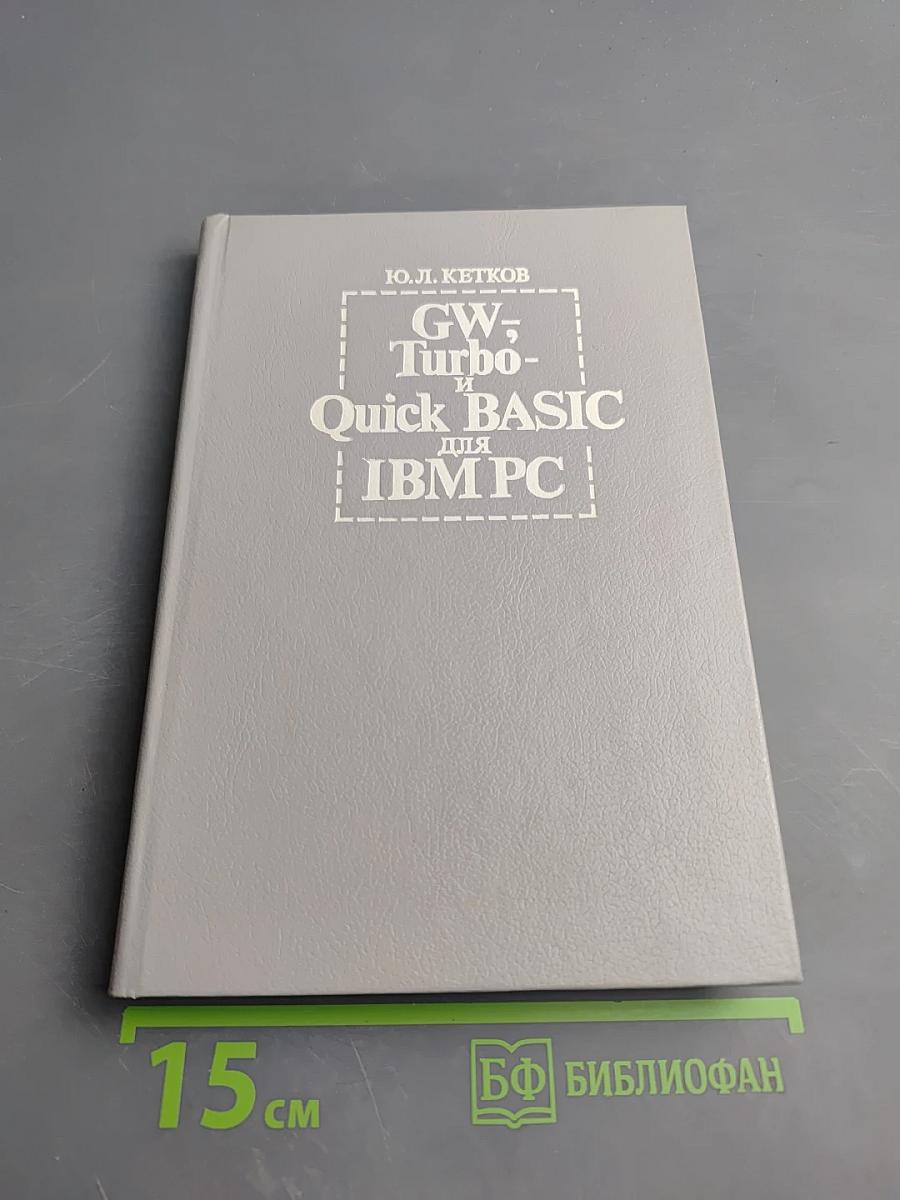 Ю.Л. КЕТКОВ
GW-,
Turbo-
и
Quick BASIC
для
IBM PC
15 см
БФ БИБЛИОФАН